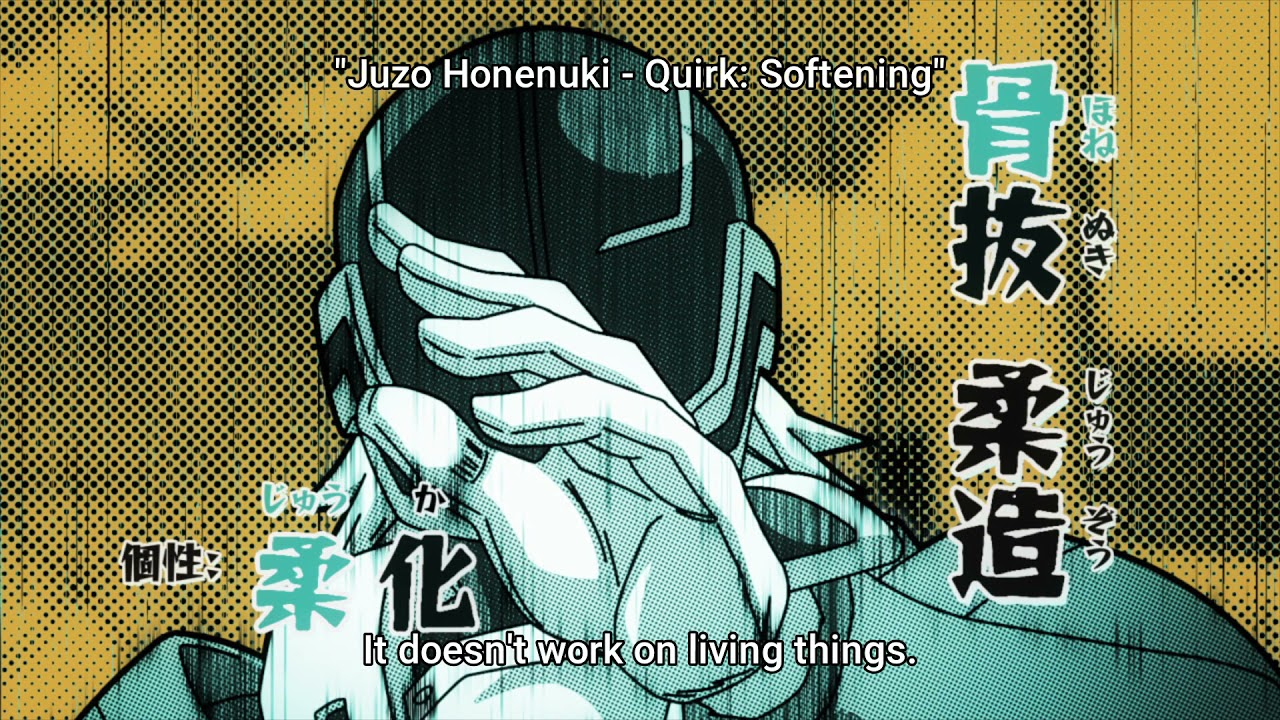 "Juzo Honenuki - Quirk: Softening"
骨抜 柔造
ほね ぬき じゅう ぞう
じゅう か
個性: 柔化
It doesn't work on living things.